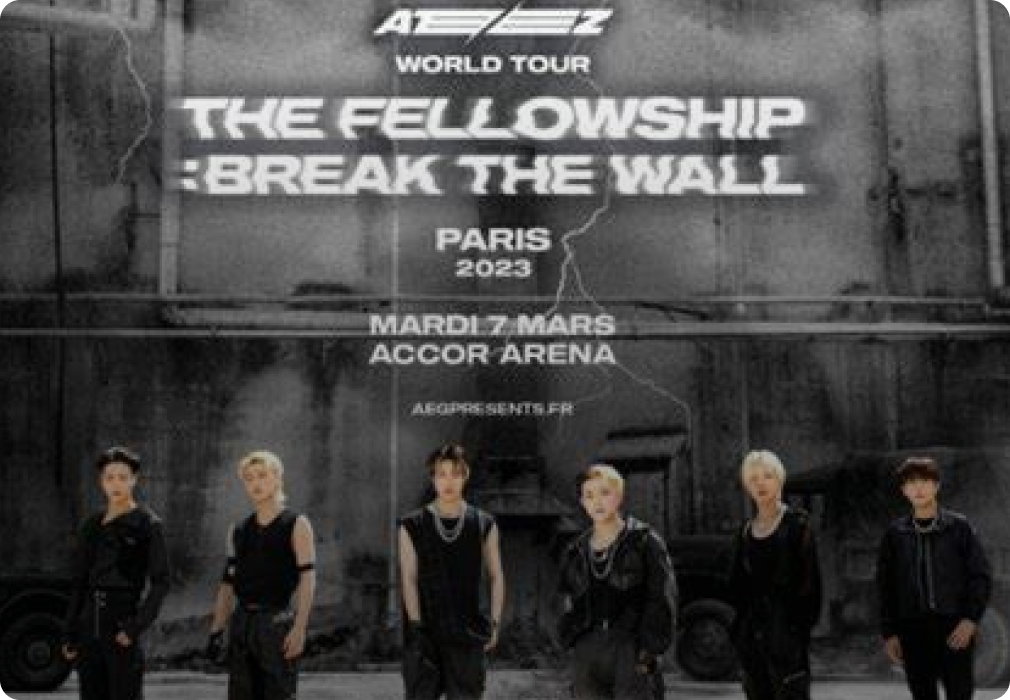 ATEEZ
WORLD TOUR
THE FELLOWSHIP
:BREAK THE WALL
PARIS
2023
MARDI 7 MARS
ACCOR ARENA
AEGPRESENTS.FR